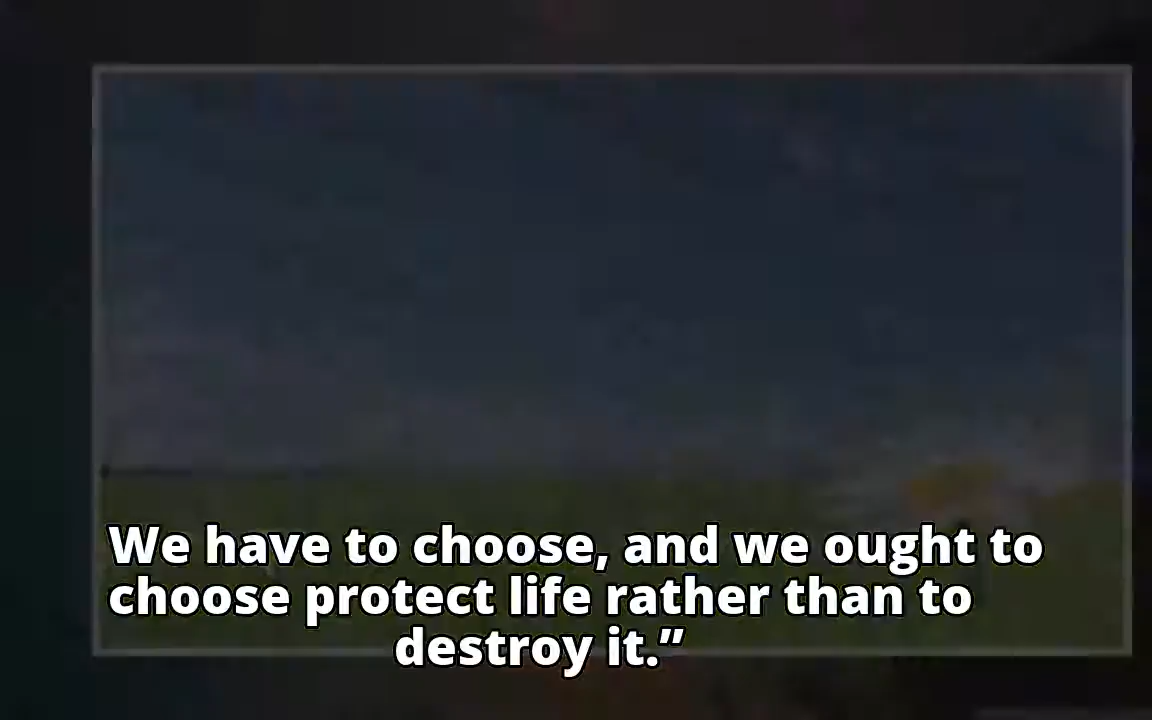 We have to choose, and we ought to
choose protect life rather than to
destroy it.”